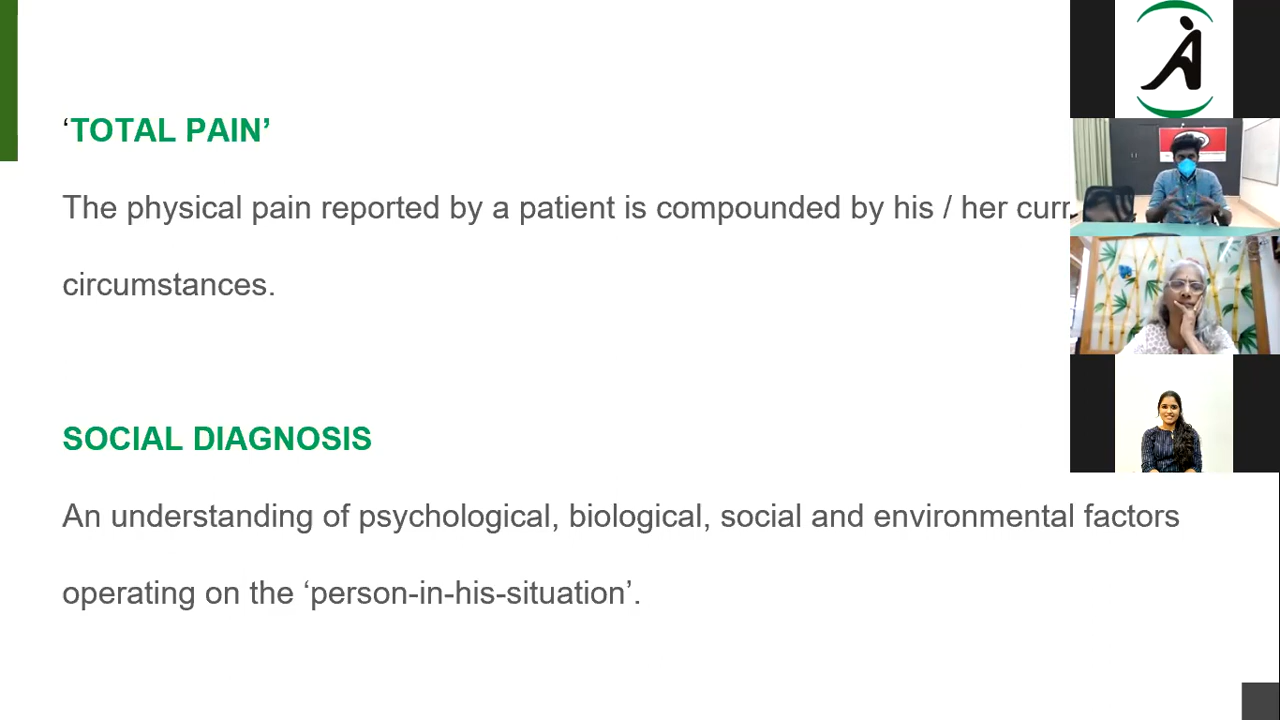 ‘TOTAL PAIN’
The physical pain reported by a patient is compounded by his / her
circumstances.
SOCIAL DIAGNOSIS
An understanding of psychological, biological, social and environmental factors
operating on the ‘person-in-his-situation’.